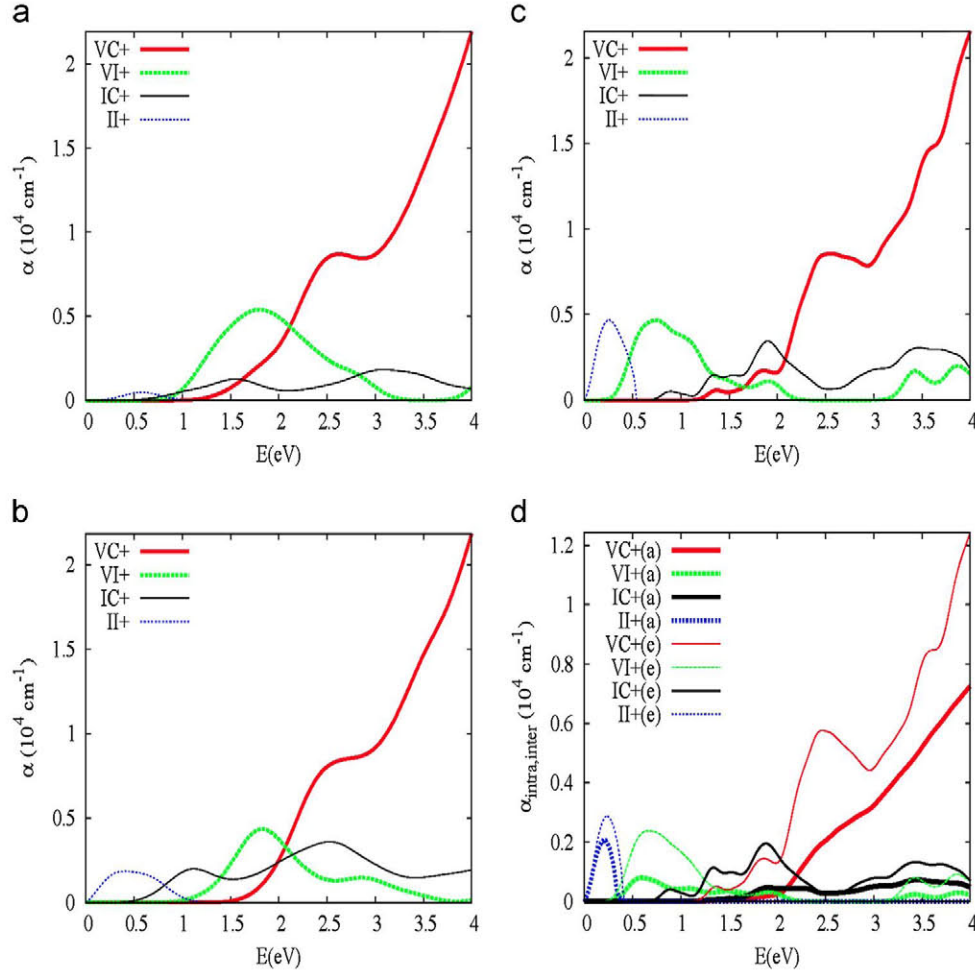 a
VC+
VI+
IC+
II+
α (10⁴ cm⁻¹)
2
1.5
1
0.5
0
0 0.5 1 1.5 2 2.5 3 3.5 4
E(eV)
c
VC+
VI+
IC+
II+
α (10⁴ cm⁻¹)
2
1.5
1
0.5
0
0 0.5 1 1.5 2 2.5 3 3.5 4
E(eV)
b
VC+
VI+
IC+
II+
α (10⁴ cm⁻¹)
2
1.5
1
0.5
0
0 0.5 1 1.5 2 2.5 3 3.5 4
E(eV)
d
VC+(a)
VI+(a)
IC+(a)
II+(a)
VC+(e)
VI+(e)
IC+(e)
II+(e)
αintra,inter (10⁴ cm⁻¹)
1.2
1
0.8
0.6
0.4
0.2
0
0 0.5 1 1.5 2 2.5 3 3.5 4
E(eV)